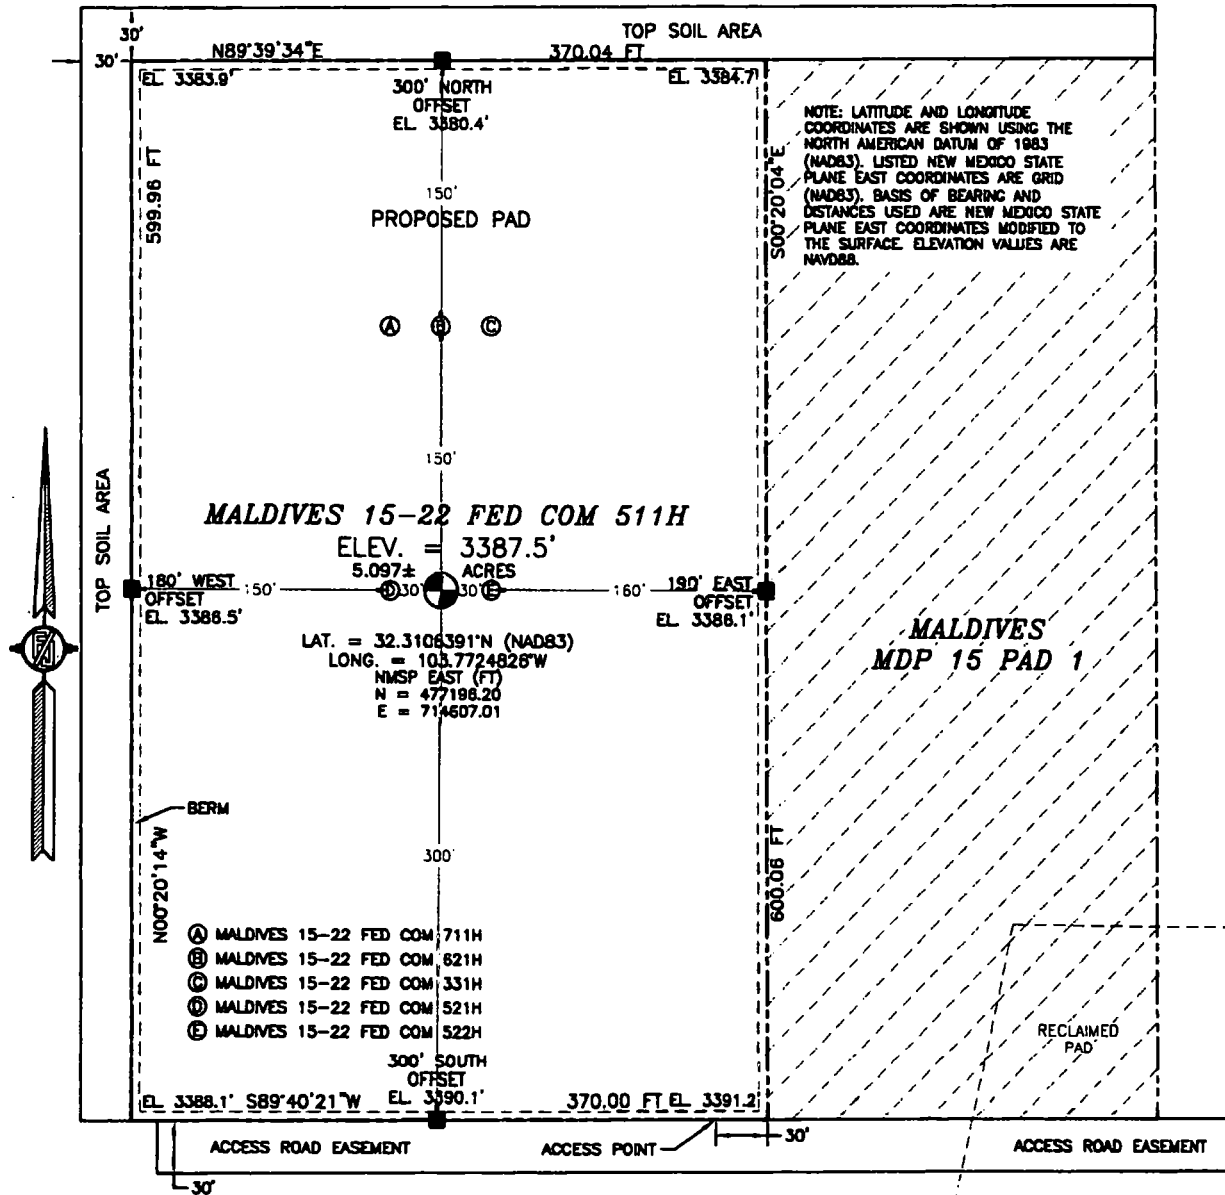 TOP SOIL AREA
30'
30'
N89°39'34"E
370.04 FT
EL. 3383.9'
300' NORTH
OFFSET
EL. 3380.4'
EL. 3384.7'
599.96 FT
S00°20'04"E
NOTE: LATITUDE AND LONGITUDE
COORDINATES ARE SHOWN USING THE
NORTH AMERICAN DATUM OF 1983
(NAD83). LISTED NEW MEXICO STATE
PLANE EAST COORDINATES ARE GRID
(NAD83). BASIS OF BEARING AND
DISTANCES USED ARE NEW MEXICO STATE
PLANE EAST COORDINATES MODIFIED TO
THE SURFACE. ELEVATION VALUES ARE
NAVD88.
150'
PROPOSED PAD
A B C
150'
TOP SOIL AREA
MALDIVES 15-22 FED COM 511H
ELEV. = 3387.5'
5.097± ACRES
180' WEST
OFFSET
EL. 3386.5'
150'
D
30'
30'
E
160'
190' EAST
OFFSET
EL. 3386.1'
LAT. = 32.3106391°N (NAD83)
LONG. = 103.7724826°W
NMSP EAST (FT)
N = 477196.20
E = 714607.01
MALDIVES
MDP 15 PAD 1
BERM
N00°20'14"W
300'
600.06 FT
A MALDIVES 15-22 FED COM 711H
B MALDIVES 15-22 FED COM 621H
C MALDIVES 15-22 FED COM 331H
D MALDIVES 15-22 FED COM 521H
E MALDIVES 15-22 FED COM 522H
RECLAIMED
PAD
300' SOUTH
OFFSET
EL. 3390.1'
EL. 3388.1'
S89°40'21"W
370.00 FT
EL. 3391.2'
ACCESS ROAD EASEMENT
ACCESS POINT
30'
ACCESS ROAD EASEMENT
30'